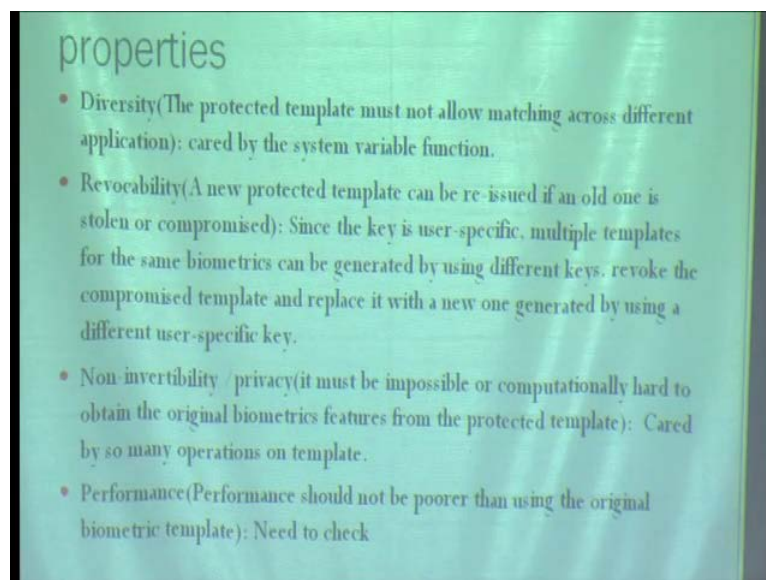 properties
• Diversity(The protected template must not allow matching across different
application): cared by the system variable function.
• Revocability(A new protected template can be re-issued if an old one is
stolen or compromised): Since the key is user-specific, multiple templates
for the same biometrics can be generated by using different keys. revoke the
compromised template and replace it with a new one generated by using a
different user-specific key.
• Non-invertibility /privacy(it must be impossible or computationally hard to
obtain the original biometrics features from the protected template): Cared
by so many operations on template.
• Performance(Performance should not be poorer than using the original
biometric template): Need to check